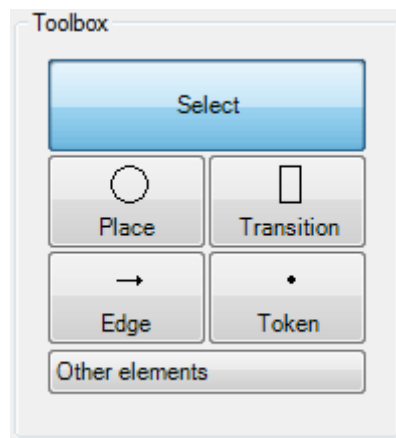 Toolbox
Select
Place
Transition
Edge
Token
Other elements